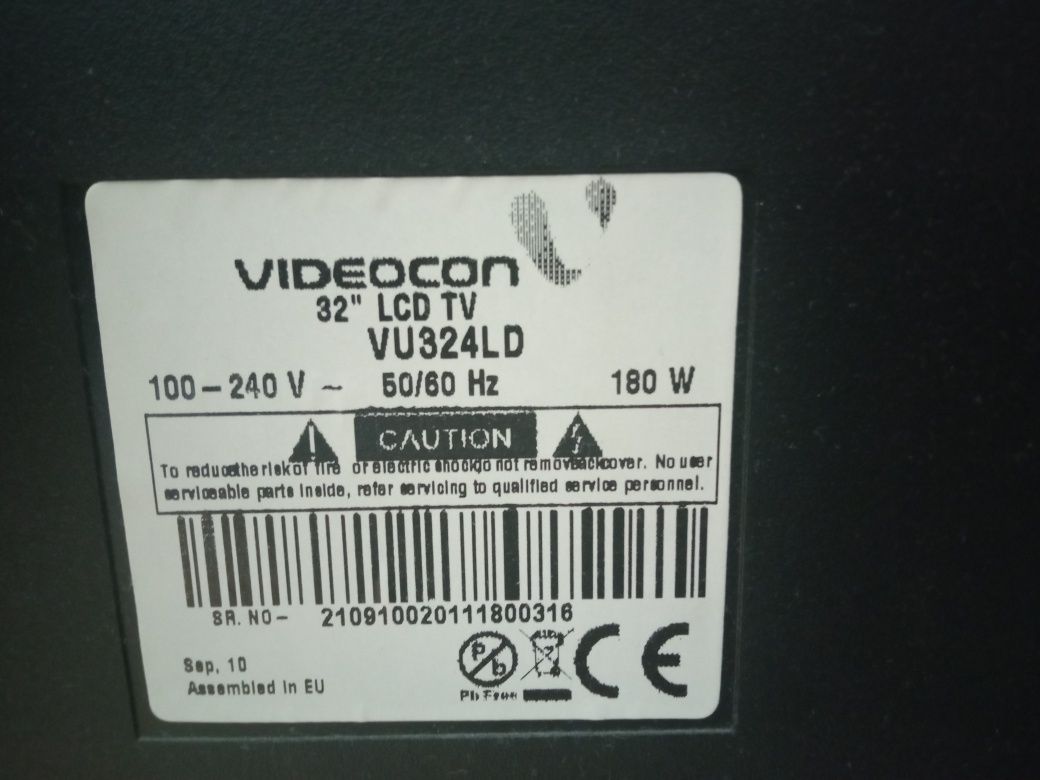 VIDEOCON
32" LCD TV
VU324LD
100-240 V ~ 50/60 Hz 180 W
CAUTION
To reduce the risk of fire or electric shock do not remove back cover. No user
serviceable parts inside, refer servicing to qualified service personnel.
SR. NO- 210910020111800316
Pb
Sep, 10
Assembled in EU
Pb Free
CE